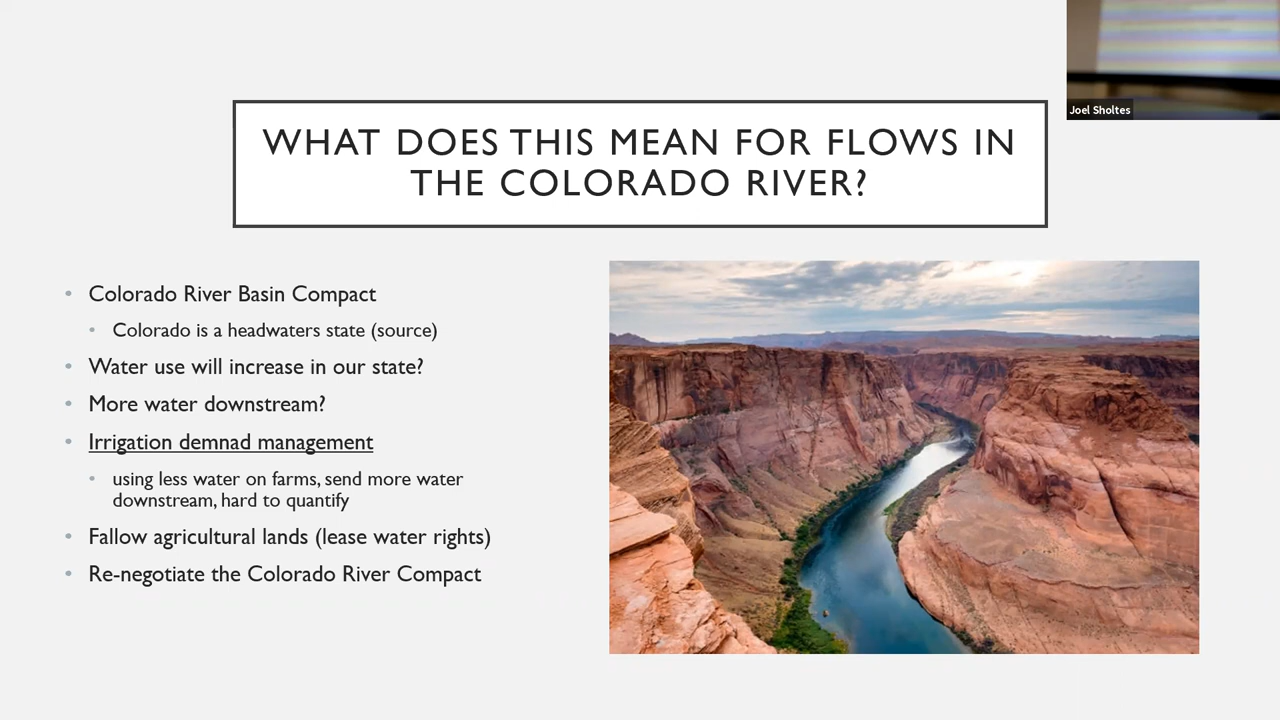 Joel Sholtes
WHAT DOES THIS MEAN FOR FLOWS IN
THE COLORADO RIVER?
• Colorado River Basin Compact
• Colorado is a headwaters state (source)
• Water use will increase in our state?
• More water downstream?
• Irrigation demnad management
• using less water on farms, send more water
downstream, hard to quantify
• Fallow agricultural lands (lease water rights)
• Re-negotiate the Colorado River Compact